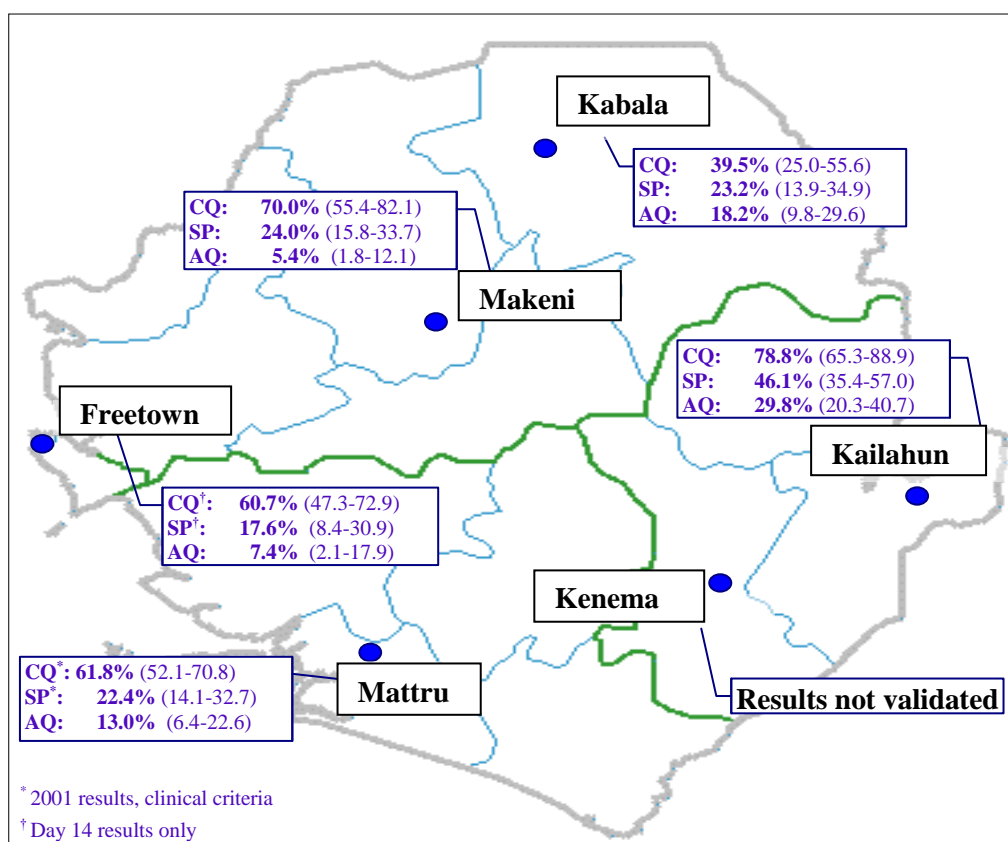 Kabala
CQ: 39.5% (25.0-55.6)
SP: 23.2% (13.9-34.9)
AQ: 18.2% (9.8-29.6)
CQ: 70.0% (55.4-82.1)
SP: 24.0% (15.8-33.7)
AQ: 5.4% (1.8-12.1)
Makeni
CQ: 78.8% (65.3-88.9)
SP: 46.1% (35.4-57.0)
AQ: 29.8% (20.3-40.7)
Kailahun
Freetown
CQ†: 60.7% (47.3-72.9)
SP†: 17.6% (8.4-30.9)
AQ: 7.4% (2.1-17.9)
Kenema
Results not validated
CQ*: 61.8% (52.1-70.8)
SP*: 22.4% (14.1-32.7)
AQ: 13.0% (6.4-22.6)
Mattru
* 2001 results, clinical criteria
† Day 14 results only